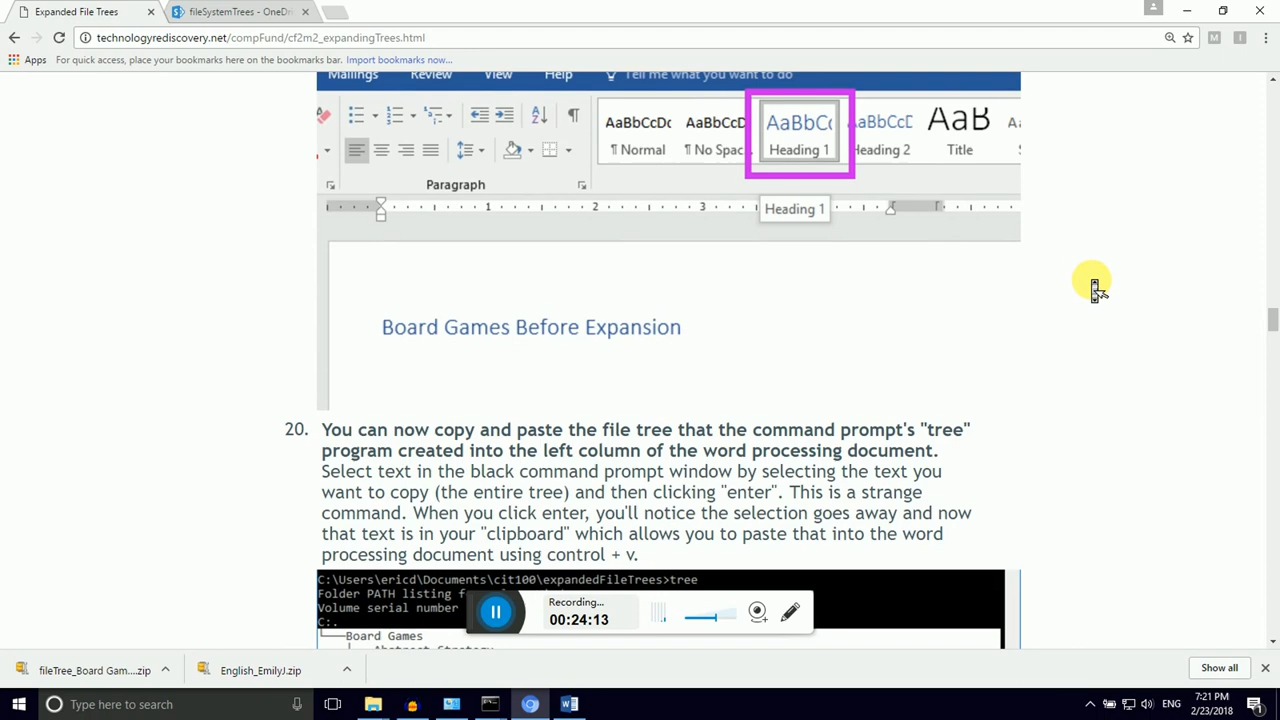 Expanded File Trees
fileSystemTrees - OneDri
technologyrediscovery.net/compFund/cf2m2_expandingTrees.html
M
I
Apps
For quick access, place your bookmarks here on the bookmarks bar. Import bookmarks now...
Mailings Review View Help Tell me what you want to do
AaBbCcDc AaBbCcD AaBbCc AaBbCcD AaB
¶ Normal ¶ No Spac Heading 1 Heading 2 Title
Paragraph
1 2 3
Heading 1
Board Games Before Expansion
20. You can now copy and paste the file tree that the command prompt's "tree"
program created into the left column of the word processing document.
Select text in the black command prompt window by selecting the text you
want to copy (the entire tree) and then clicking "enter". This is a strange
command. When you click enter, you'll notice the selection goes away and now
that text is in your "clipboard" which allows you to paste that into the word
processing document using control + v.
C:\Users\ericd\Documents\cit100\expandedFileTrees>tree
Folder PATH listing f
Volume serial number
C:.
Board Games
Abstract Strategy
Recording...
00:24:13
fileTree_Board Gam....zip
English_EmilyJ.zip
Show all
Type here to search
ENG
7:21 PM
2/23/2018
1